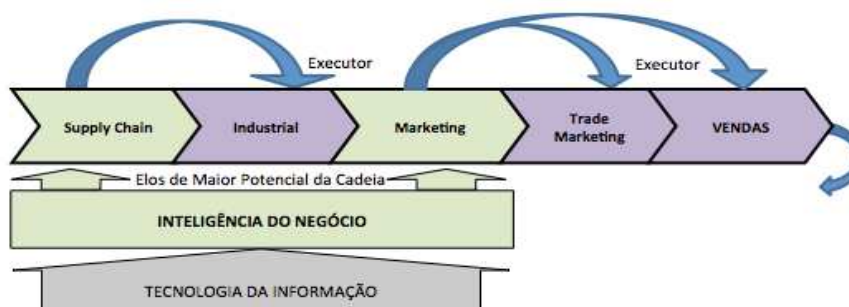 Executor
Executor
Supply Chain
Industrial
Marketing
Trade
Marketing
VENDAS
Elos de Maior Potencial da Cadeia
INTELIGÊNCIA DO NEGÓCIO
TECNOLOGIA DA INFORMAÇÃO